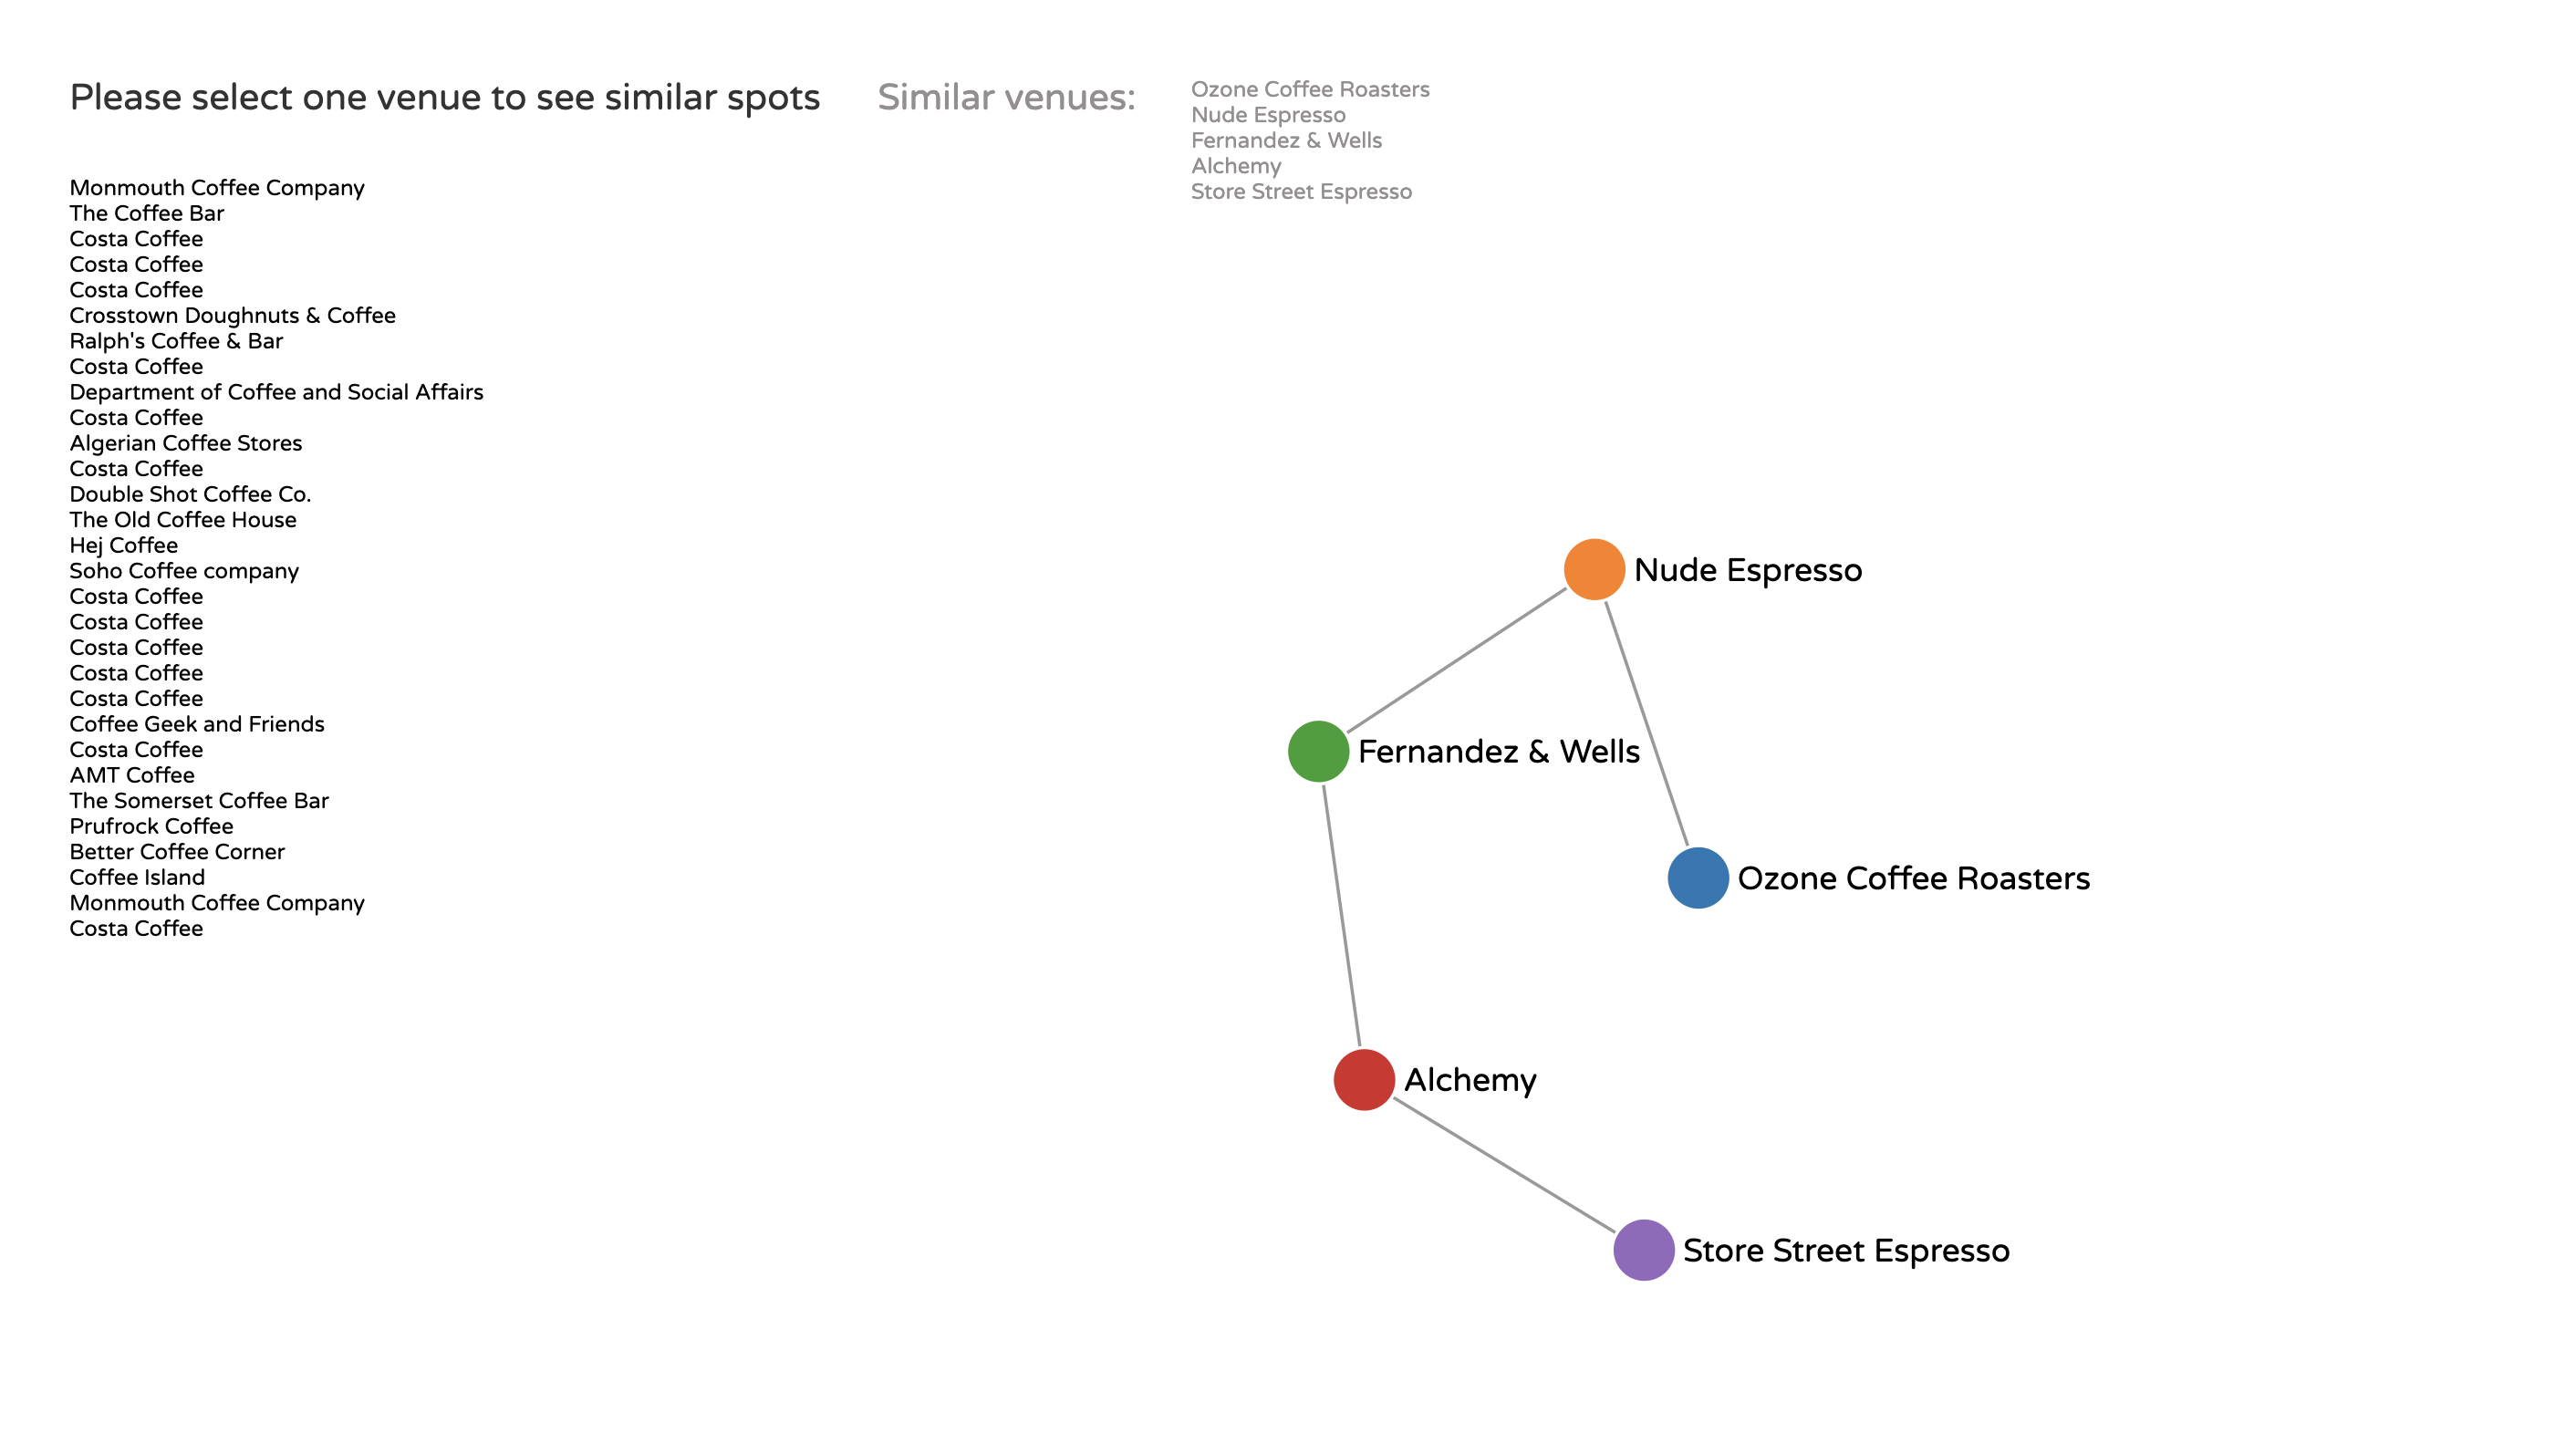 Please select one venue to see similar spots
Monmouth Coffee Company
The Coffee Bar
Costa Coffee
Costa Coffee
Costa Coffee
Crosstown Doughnuts & Coffee
Ralph's Coffee & Bar
Costa Coffee
Department of Coffee and Social Affairs
Costa Coffee
Algerian Coffee Stores
Costa Coffee
Double Shot Coffee Co.
The Old Coffee House
Hej Coffee
Soho Coffee company
Costa Coffee
Costa Coffee
Costa Coffee
Costa Coffee
Costa Coffee
Coffee Geek and Friends
Costa Coffee
AMT Coffee
The Somerset Coffee Bar
Prufrock Coffee
Better Coffee Corner
Coffee Island
Monmouth Coffee Company
Costa Coffee
Similar venues:
Ozone Coffee Roasters
Nude Espresso
Fernandez & Wells
Alchemy
Store Street Espresso
Nude Espresso
Fernandez & Wells
Ozone Coffee Roasters
Alchemy
Store Street Espresso